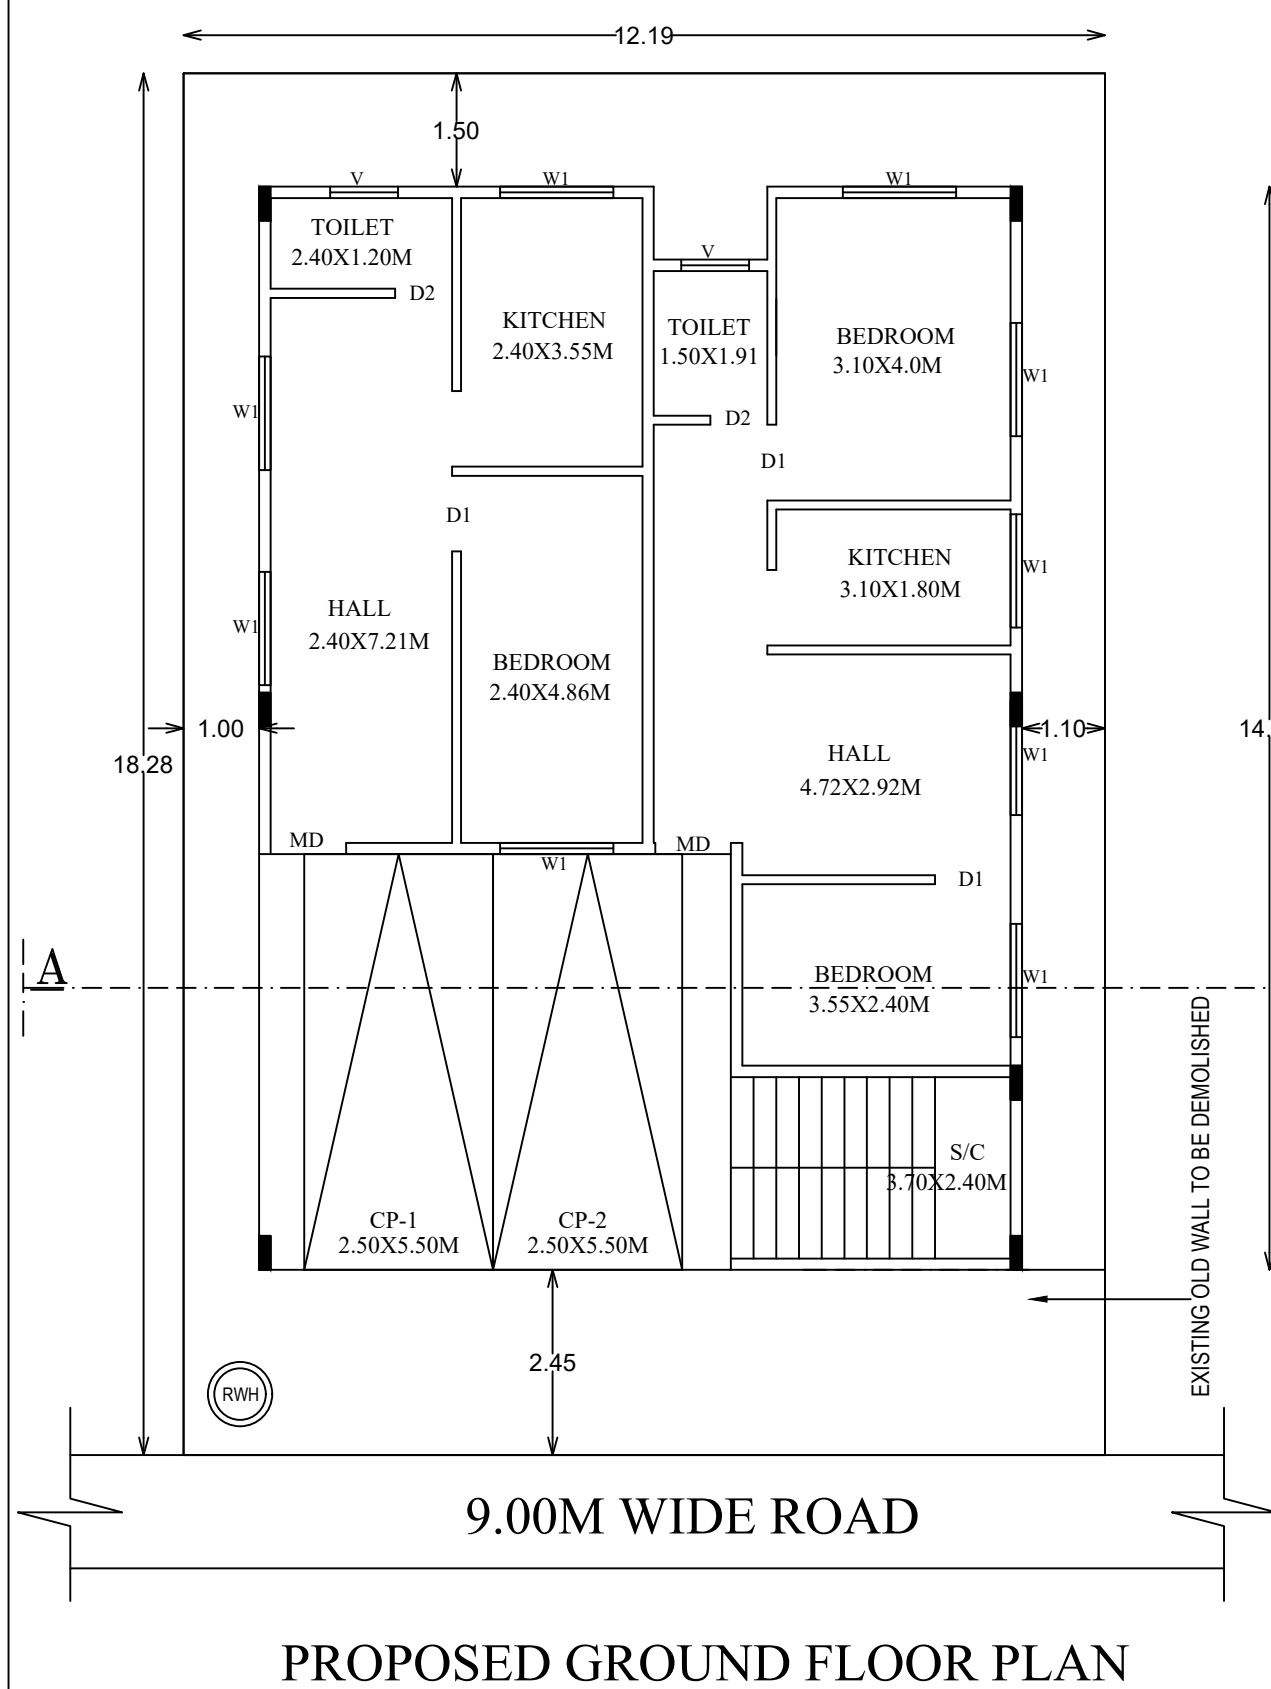 12.19
1.50
V
W1
W1
TOILET
2.40X1.20M
D2
V
KITCHEN
2.40X3.55M
TOILET
1.50X1.91
BEDROOM
3.10X4.0M
W1
W1
D2
D1
D1
KITCHEN
3.10X1.80M
W1
HALL
2.40X7.21M
W1
BEDROOM
2.40X4.86M
1.00
1.10
14.
18.28
HALL
4.72X2.92M
W1
MD
MD
W1
D1
A
BEDROOM
3.55X2.40M
W1
EXISTING OLD WALL TO BE DEMOLISHED
S/C
3.70X2.40M
CP-1
2.50X5.50M
CP-2
2.50X5.50M
2.45
RWH
9.00M WIDE ROAD
PROPOSED GROUND FLOOR PLAN